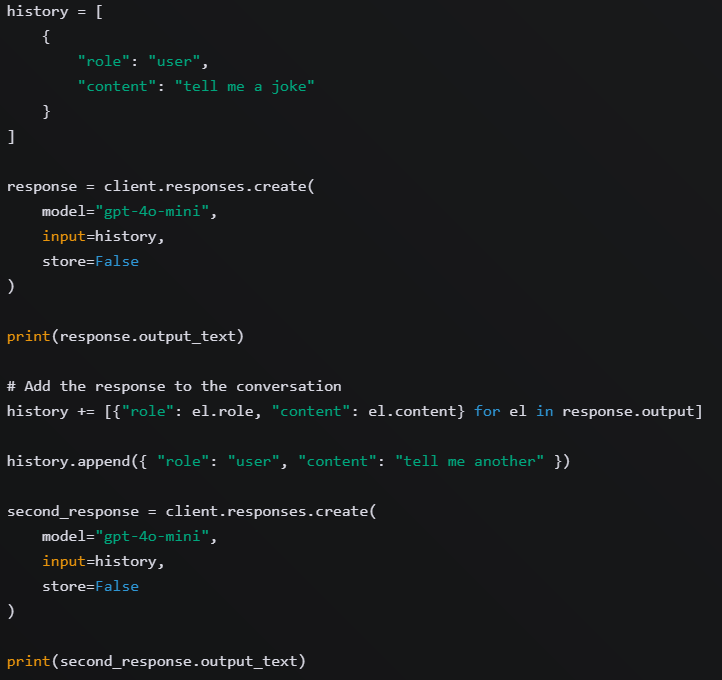 history = [
    {
        "role": "user",
        "content": "tell me a joke"
    }
]

response = client.responses.create(
    model="gpt-4o-mini",
    input=history,
    store=False
)

print(response.output_text)

# Add the response to the conversation
history += [{"role": el.role, "content": el.content} for el in response.output]

history.append({ "role": "user", "content": "tell me another" })

second_response = client.responses.create(
    model="gpt-4o-mini",
    input=history,
    store=False
)

print(second_response.output_text)